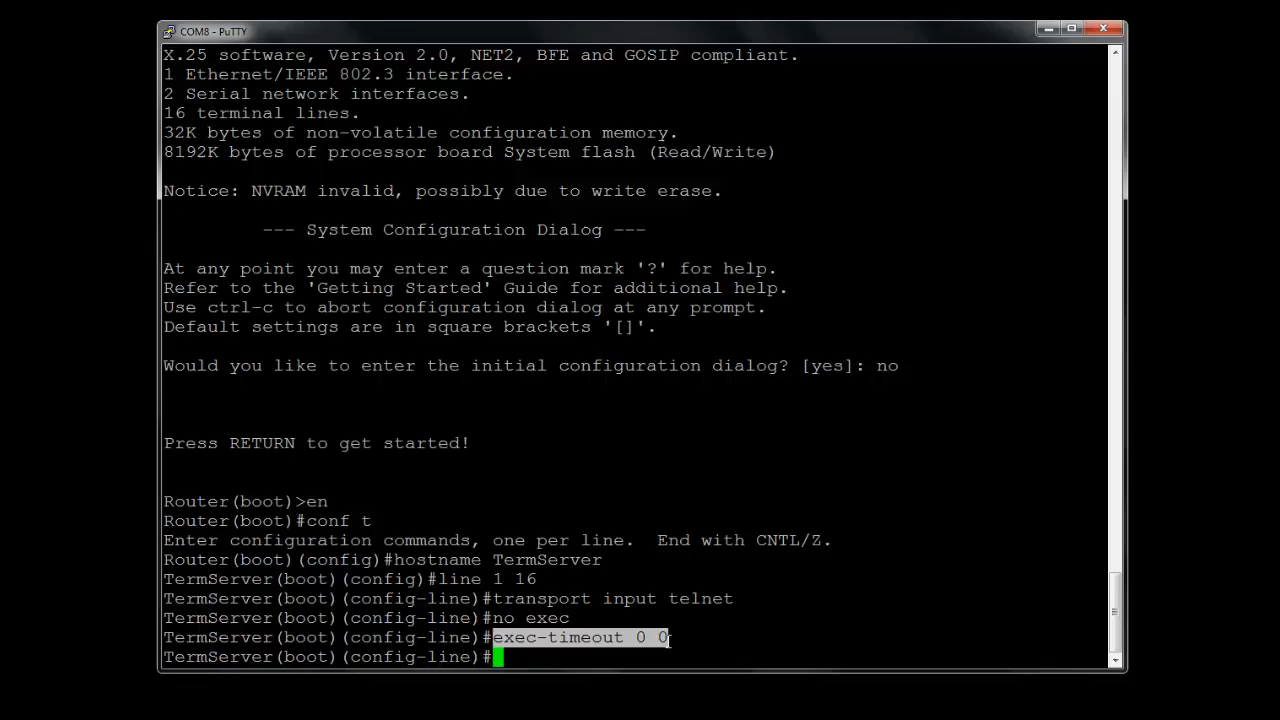 COM8 - PuTTY
X.25 software, Version 2.0, NET2, BFE and GOSIP compliant.
1 Ethernet/IEEE 802.3 interface.
2 Serial network interfaces.
16 terminal lines.
32K bytes of non-volatile configuration memory.
8192K bytes of processor board System flash (Read/Write)
Notice: NVRAM invalid, possibly due to write erase.
--- System Configuration Dialog ---
At any point you may enter a question mark '?' for help.
Refer to the 'Getting Started' Guide for additional help.
Use ctrl-c to abort configuration dialog at any prompt.
Default settings are in square brackets '[]'.
Would you like to enter the initial configuration dialog? [yes]: no
Press RETURN to get started!
Router(boot)>en
Router(boot)#conf t
Enter configuration commands, one per line.  End with CNTL/Z.
Router(boot)(config)#hostname TermServer
TermServer(boot)(config)#line 1 16
TermServer(boot)(config-line)#transport input telnet
TermServer(boot)(config-line)#no exec
TermServer(boot)(config-line)#exec-timeout 0 0
TermServer(boot)(config-line)#